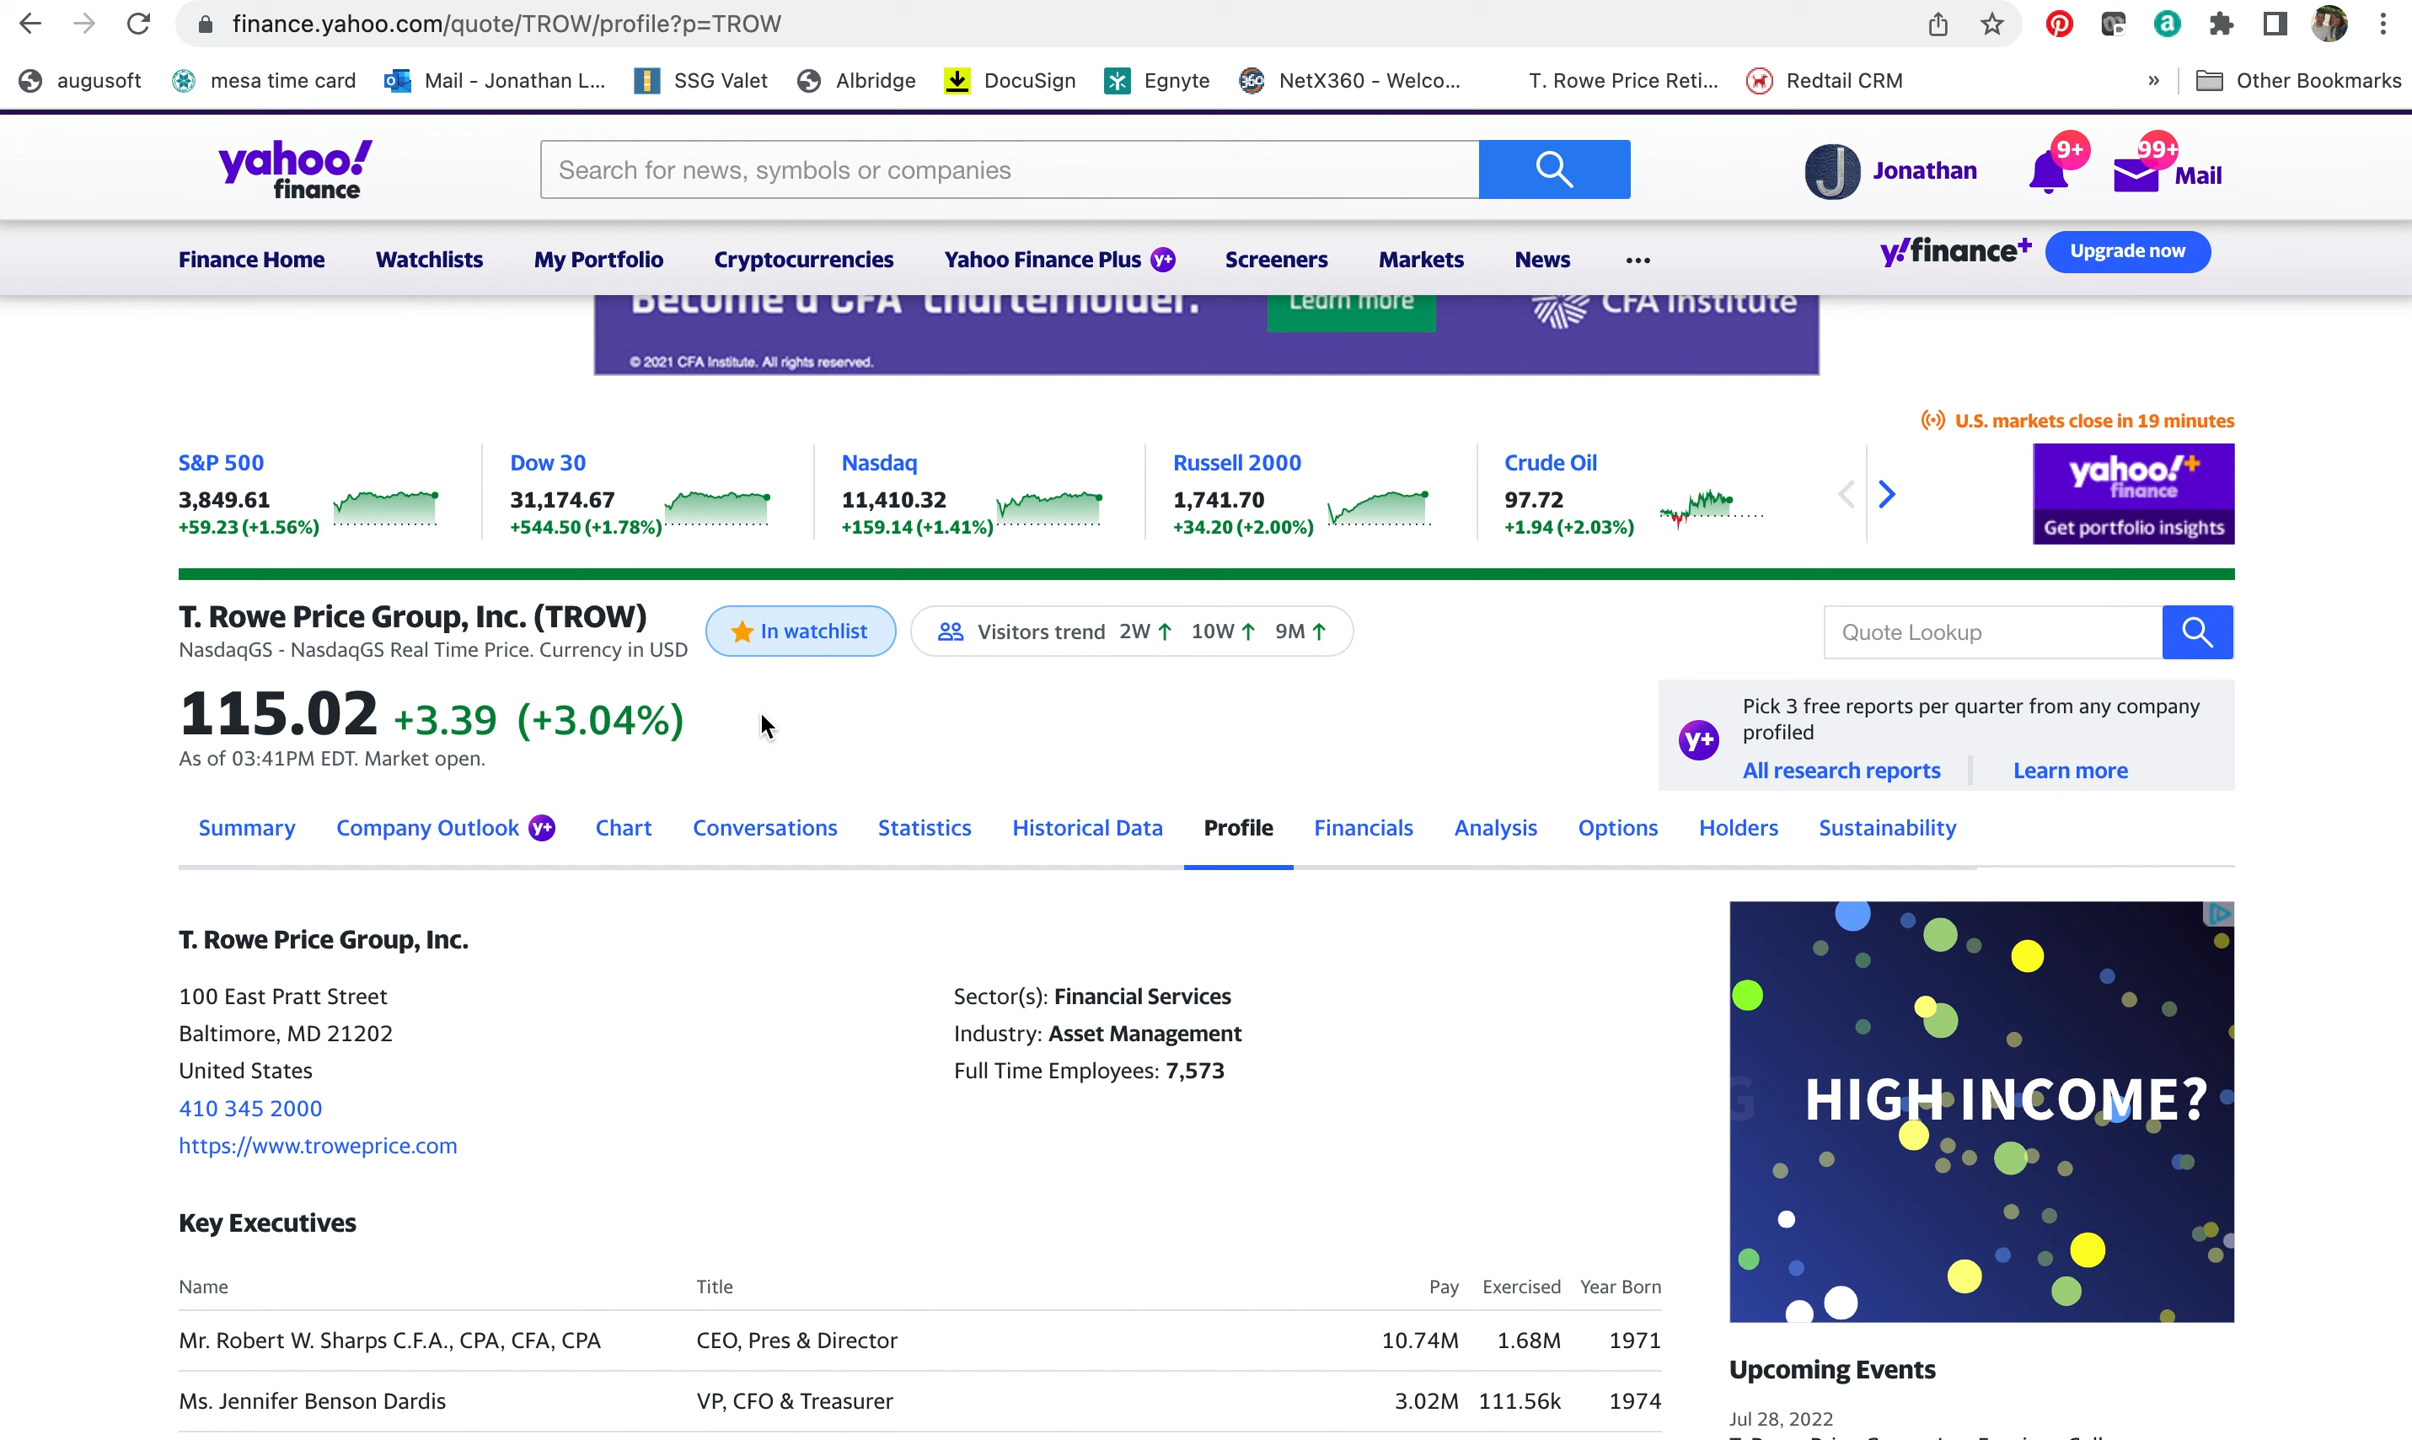 finance.yahoo.com/quote/TROW/profile?p=TROW
augusoft mesa time card Mail - Jonathan L... SSG Valet Albridge DocuSign Egnyte NetX360 - Welco... T. Rowe Price Reti... Redtail CRM » Other Bookmarks
yahoo!
finance
Search for news, symbols or companies
J Jonathan 9+ 99+ Mail
Finance Home Watchlists My Portfolio Cryptocurrencies Yahoo Finance Plus y+ Screeners Markets News ... y!finance+ Upgrade now
Become a CFA® charterholder. Learn more CFA Institute
© 2021 CFA Institute. All rights reserved.
U.S. markets close in 19 minutes
S&P 500
3,849.61
+59.23 (+1.56%)
Dow 30
31,174.67
+544.50 (+1.78%)
Nasdaq
11,410.32
+159.14 (+1.41%)
Russell 2000
1,741.70
+34.20 (+2.00%)
Crude Oil
97.72
+1.94 (+2.03%)
yahoo!+
finance
Get portfolio insights
T. Rowe Price Group, Inc. (TROW)
NasdaqGS - NasdaqGS Real Time Price. Currency in USD
In watchlist
Visitors trend 2W↑ 10W↑ 9M↑
Quote Lookup
115.02 +3.39 (+3.04%)
As of 03:41PM EDT. Market open.
y+
Pick 3 free reports per quarter from any company
profiled
All research reports Learn more
Summary Company Outlook y+ Chart Conversations Statistics Historical Data Profile Financials Analysis Options Holders Sustainability
T. Rowe Price Group, Inc.
100 East Pratt Street
Baltimore, MD 21202
United States
410 345 2000
https://www.troweprice.com
Sector(s): Financial Services
Industry: Asset Management
Full Time Employees: 7,573
HIGH INCOME?
Key Executives
Name Title Pay Exercised Year Born
Mr. Robert W. Sharps C.F.A., CPA, CFA, CPA CEO, Pres & Director 10.74M 1.68M 1971
Ms. Jennifer Benson Dardis VP, CFO & Treasurer 3.02M 111.56k 1974
Upcoming Events
Jul 28, 2022